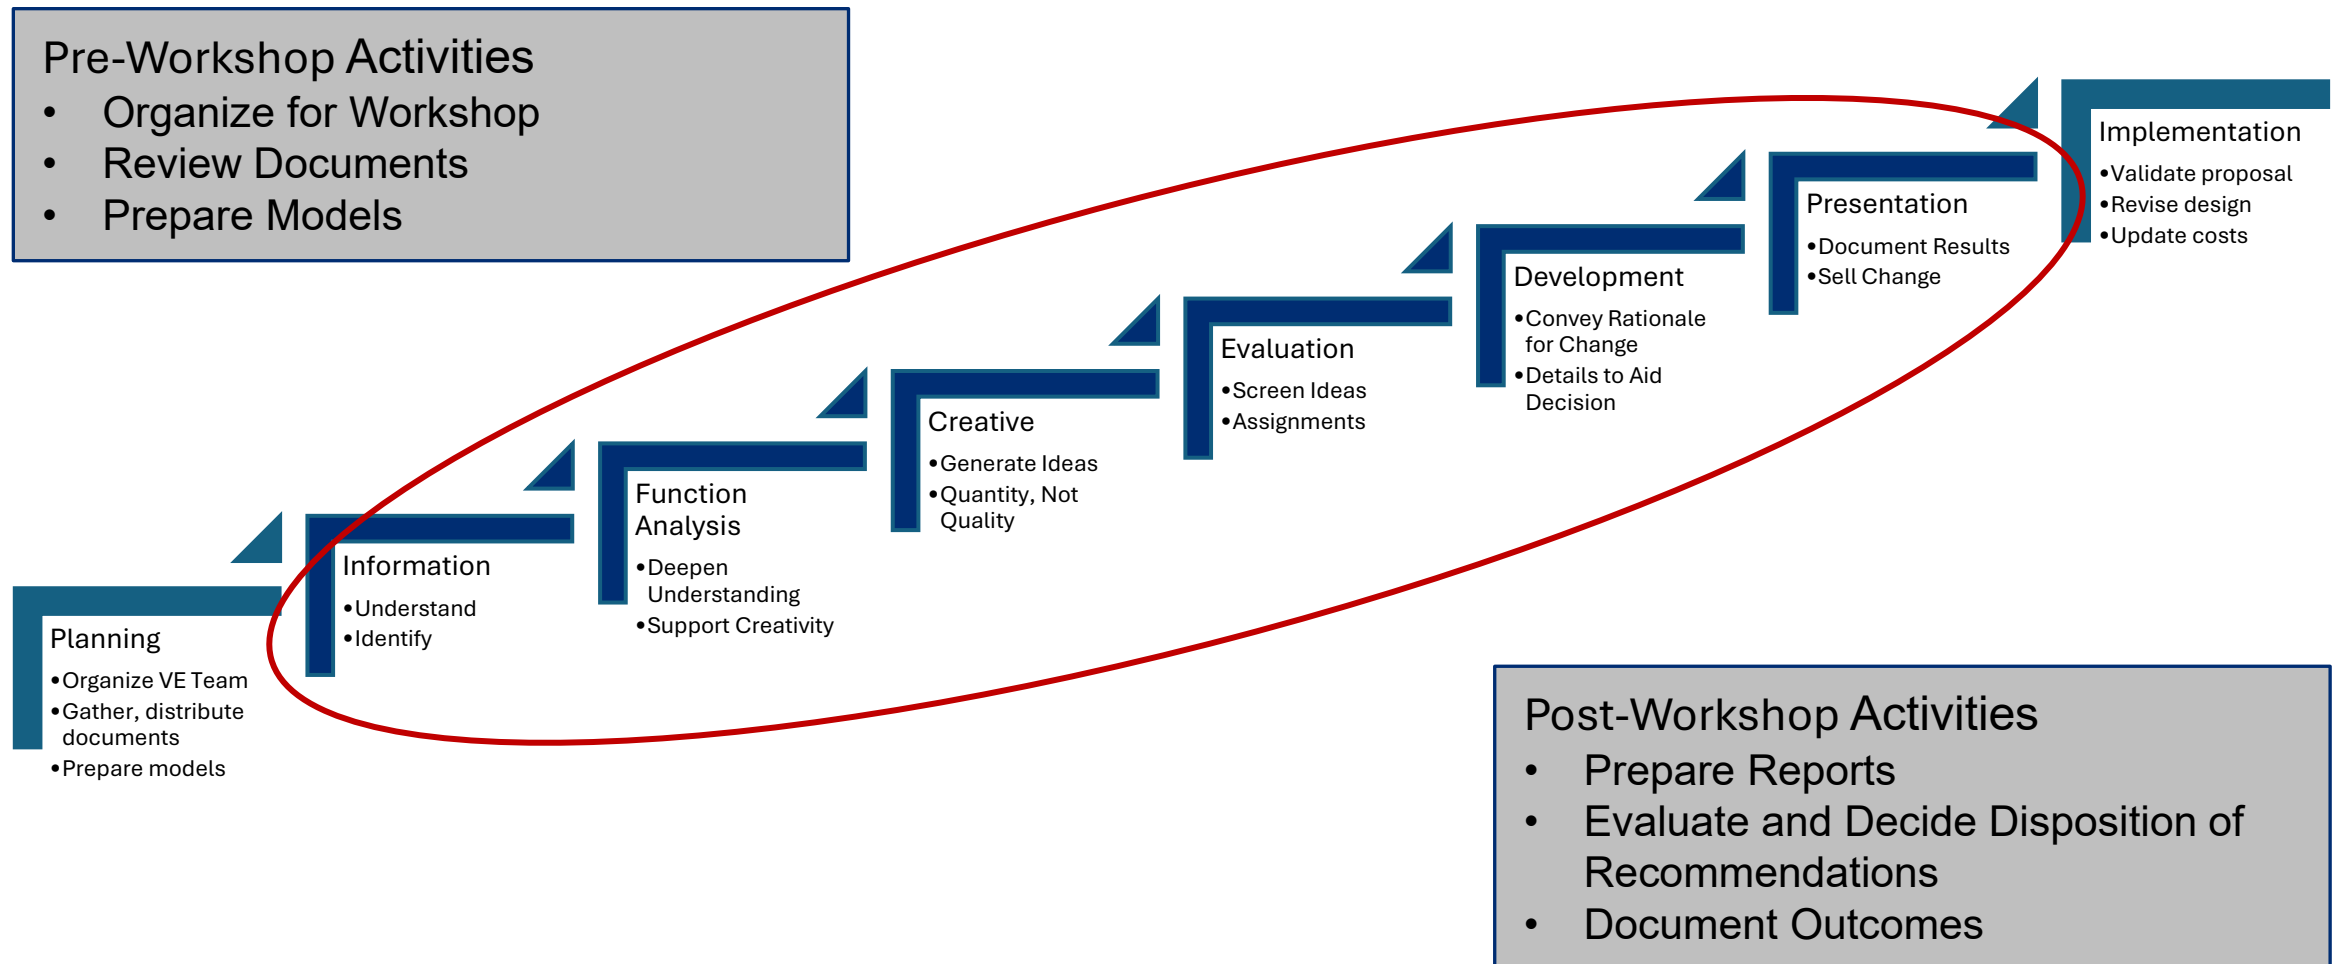 Pre-Workshop Activities
• Organize for Workshop
• Review Documents
• Prepare Models
Planning
•Organize VE Team
•Gather, distribute
documents
•Prepare models
Information
•Understand
•Identify
Function
Analysis
•Deepen
Understanding
•Support Creativity
Creative
•Generate Ideas
•Quantity, Not
Quality
Evaluation
•Screen Ideas
•Assignments
Development
•Convey Rationale
for Change
•Details to Aid
Decision
Presentation
•Document Results
•Sell Change
Implementation
•Validate proposal
•Revise design
•Update costs
Post-Workshop Activities
• Prepare Reports
• Evaluate and Decide Disposition of
Recommendations
• Document Outcomes